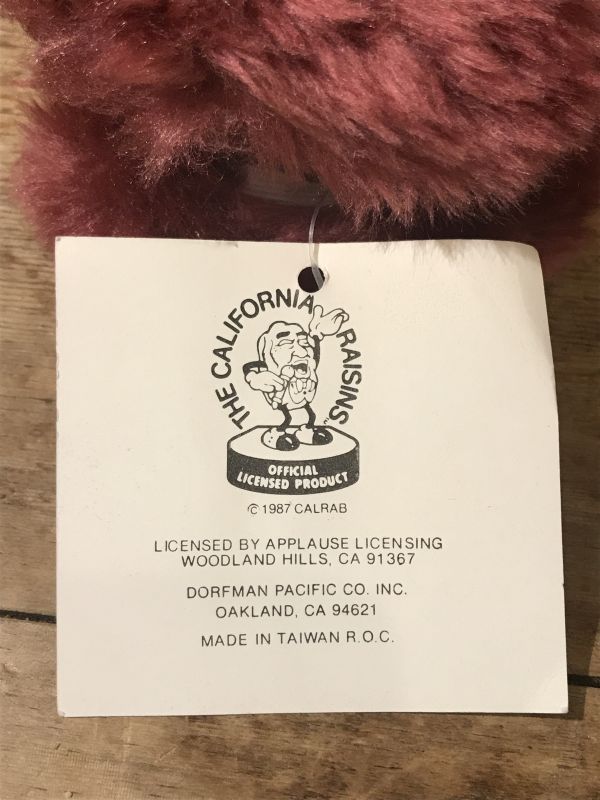 THE CALIFORNIA RAISINS™
OFFICIAL
LICENSED PRODUCT
© 1987 CALRAB
LICENSED BY APPLAUSE LICENSING
WOODLAND HILLS, CA 91367
DORFMAN PACIFIC CO. INC.
OAKLAND, CA 94621
MADE IN TAIWAN R.O.C.